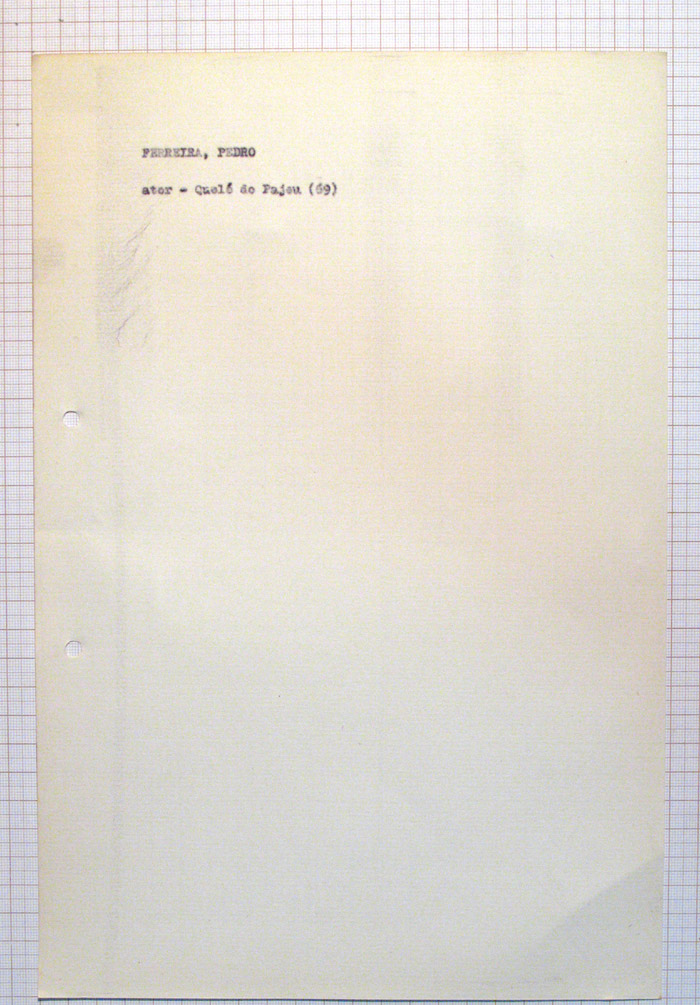 FERREIRA, PEDRO
ator - Quelé do Pajeu (69)